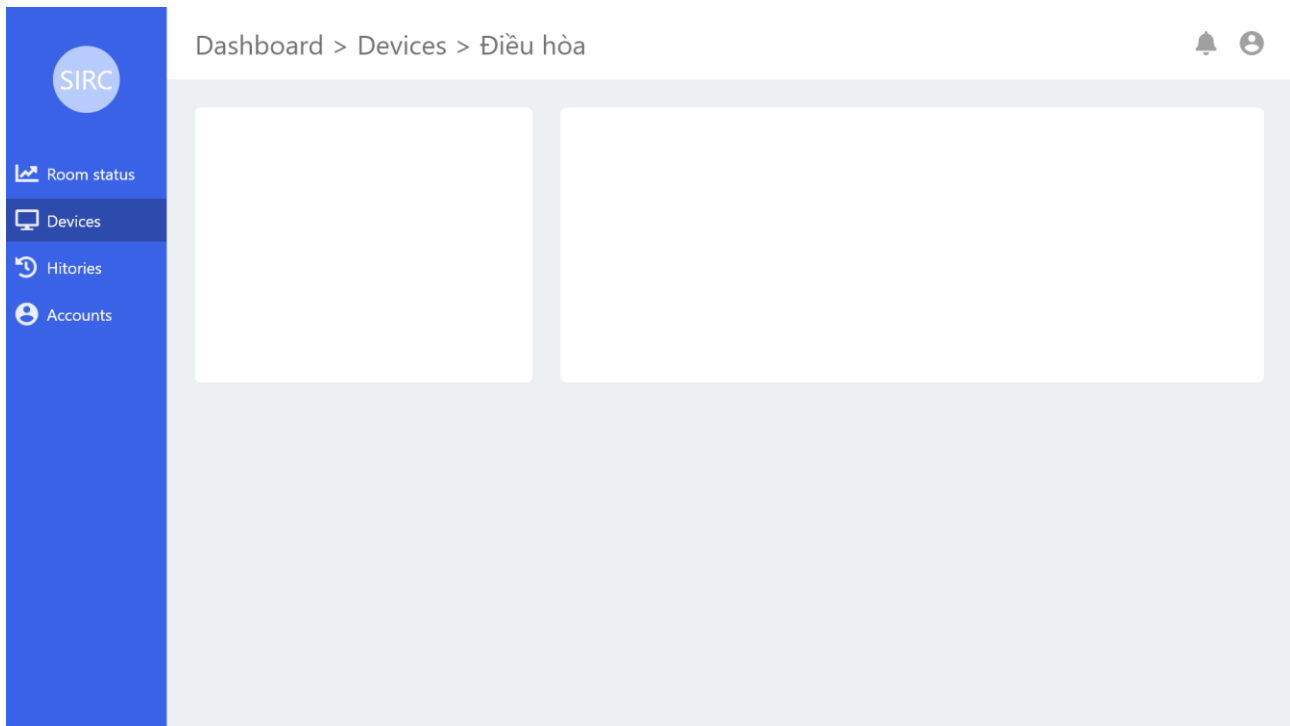 SIRC
Dashboard > Devices > Điều hòa
Room status
Devices
Hitories
Accounts